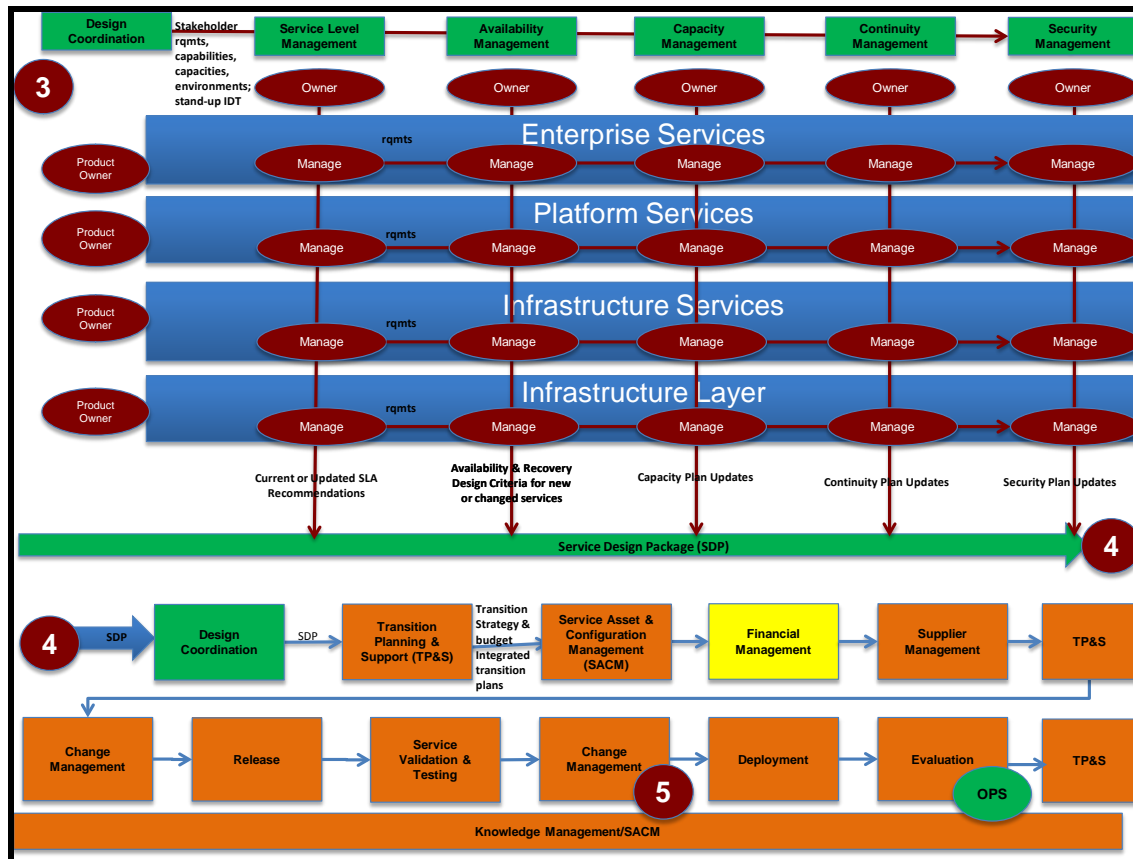 Design
Coordination
Stakeholder
rqmts,
capabilities,
capacities,
environments;
stand-up IDT
Service Level
Management
Availability
Management
Capacity
Management
Continuity
Management
Security
Management
3
Owner
Owner
Owner
Owner
Owner
Enterprise Services
Product
Owner
rqmts
Manage
Manage
Manage
Manage
Manage
Platform Services
Product
Owner
rqmts
Manage
Manage
Manage
Manage
Manage
Infrastructure Services
Product
Owner
rqmts
Manage
Manage
Manage
Manage
Manage
Infrastructure Layer
Product
Owner
rqmts
Manage
Manage
Manage
Manage
Manage
Current or Updated SLA
Recommendations
Availability & Recovery
Design Criteria for new
or changed services
Capacity Plan Updates
Continuity Plan Updates
Security Plan Updates
Service Design Package (SDP)
4
4
SDP
Design
Coordination
SDP
Transition
Planning &
Support (TP&S)
Transition
Strategy &
budget
Integrated
transition
plans
Service Asset &
Configuration
Management
(SACM)
Financial
Management
Supplier
Management
TP&S
Change
Management
Release
Service
Validation &
Testing
Change
Management
5
Deployment
Evaluation
OPS
TP&S
Knowledge Management/SACM